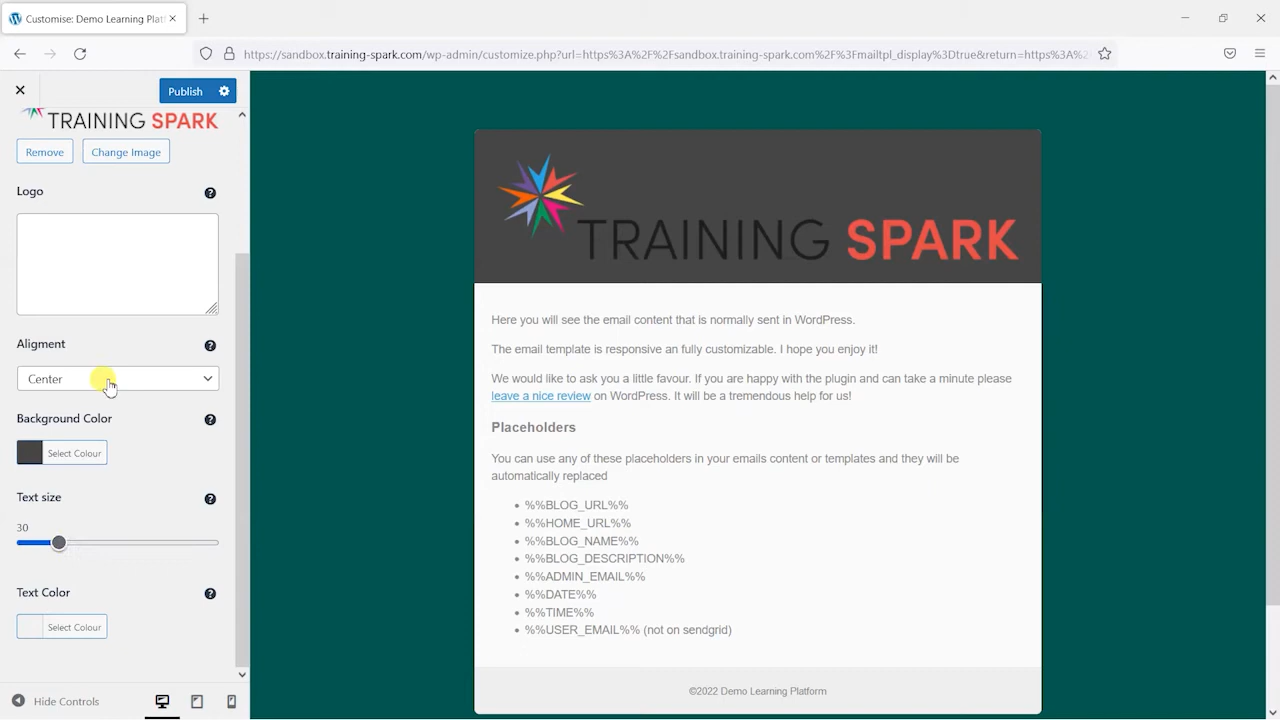 Customise: Demo Learning Platf
https://sandbox.training-spark.com/wp-admin/customize.php?url=https%3A%2F%2Fsandbox.training-spark.com%2F%3Fmailtpl_display%3Dtrue&return=https%3A%2
Publish
TRAINING SPARK
Remove
Change Image
Logo
Aligment
Center
Background Color
Select Colour
Text size
30
Text Color
Select Colour
Hide Controls
TRAINING SPARK
Here you will see the email content that is normally sent in WordPress.
The email template is responsive an fully customizable. I hope you enjoy it!
We would like to ask you a little favour. If you are happy with the plugin and can take a minute please
leave a nice review on WordPress. It will be a tremendous help for us!
Placeholders
You can use any of these placeholders in your emails content or templates and they will be
automatically replaced
• %%BLOG_URL%%
• %%HOME_URL%%
• %%BLOG_NAME%%
• %%BLOG_DESCRIPTION%%
• %%ADMIN_EMAIL%%
• %%DATE%%
• %%TIME%%
• %%USER_EMAIL%% (not on sendgrid)
©2022 Demo Learning Platform